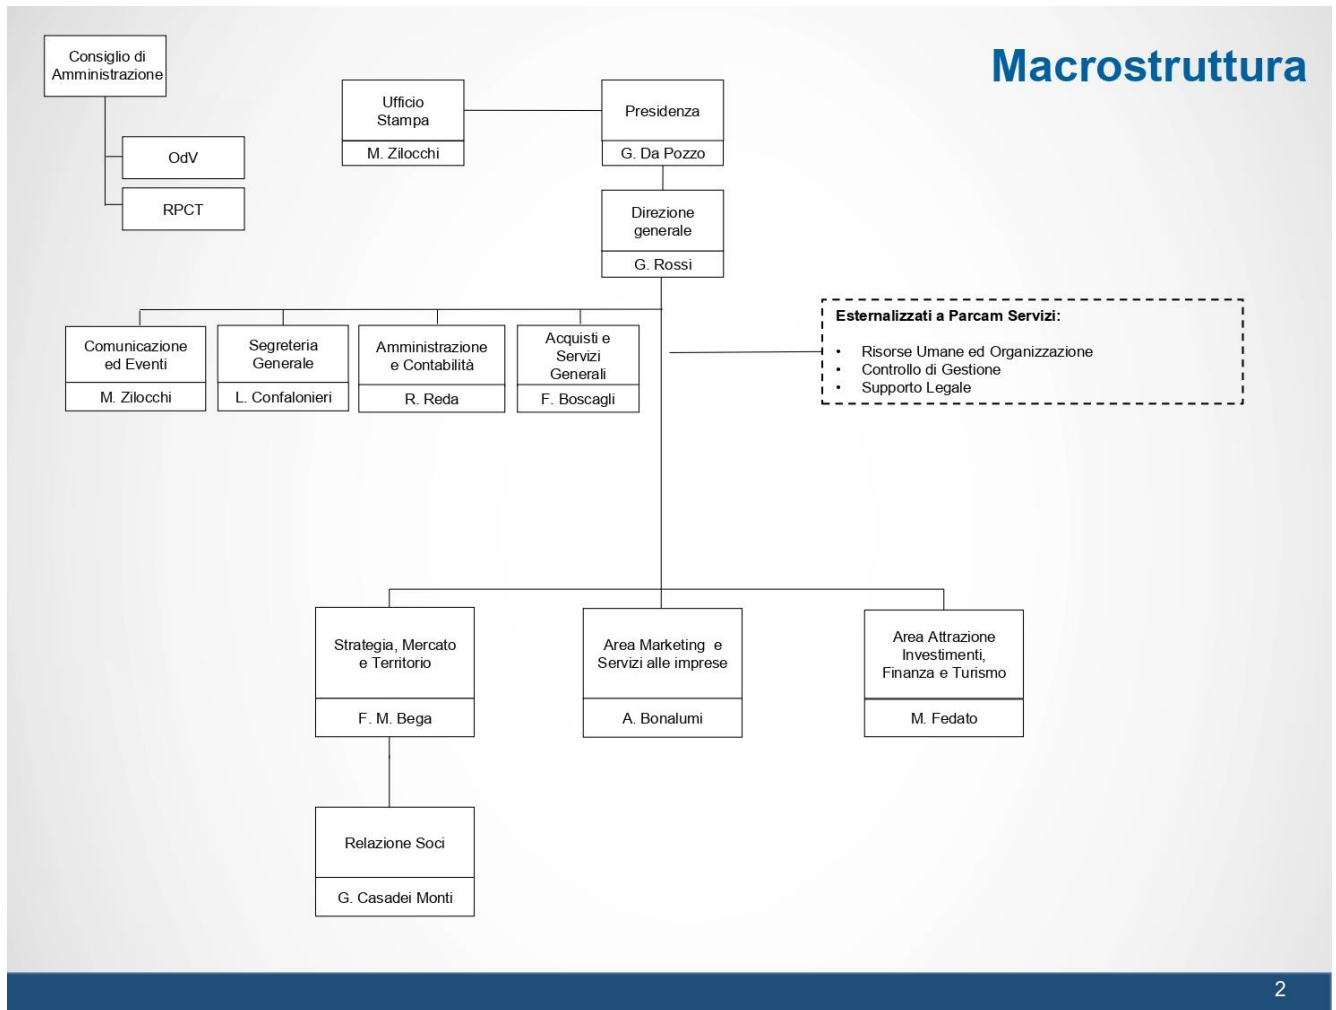 Macrostruttura
Consiglio di
Amministrazione
OdV
RPCT
Ufficio
Stampa
M. Zilocchi
Presidenza
G. Da Pozzo
Direzione
generale
G. Rossi
Comunicazione
ed Eventi
M. Zilocchi
Segreteria
Generale
L. Confalonieri
Amministrazione
e Contabilità
R. Reda
Acquisti e
Servizi
Generali
F. Boscagli
Esternalizzati a Parcam Servizi:
• Risorse Umane ed Organizzazione
• Controllo di Gestione
• Supporto Legale
Strategia, Mercato
e Territorio
F. M. Bega
Area Marketing e
Servizi alle imprese
A. Bonalumi
Area Attrazione
Investimenti,
Finanza e Turismo
M. Fedato
Relazione Soci
G. Casadei Monti
2